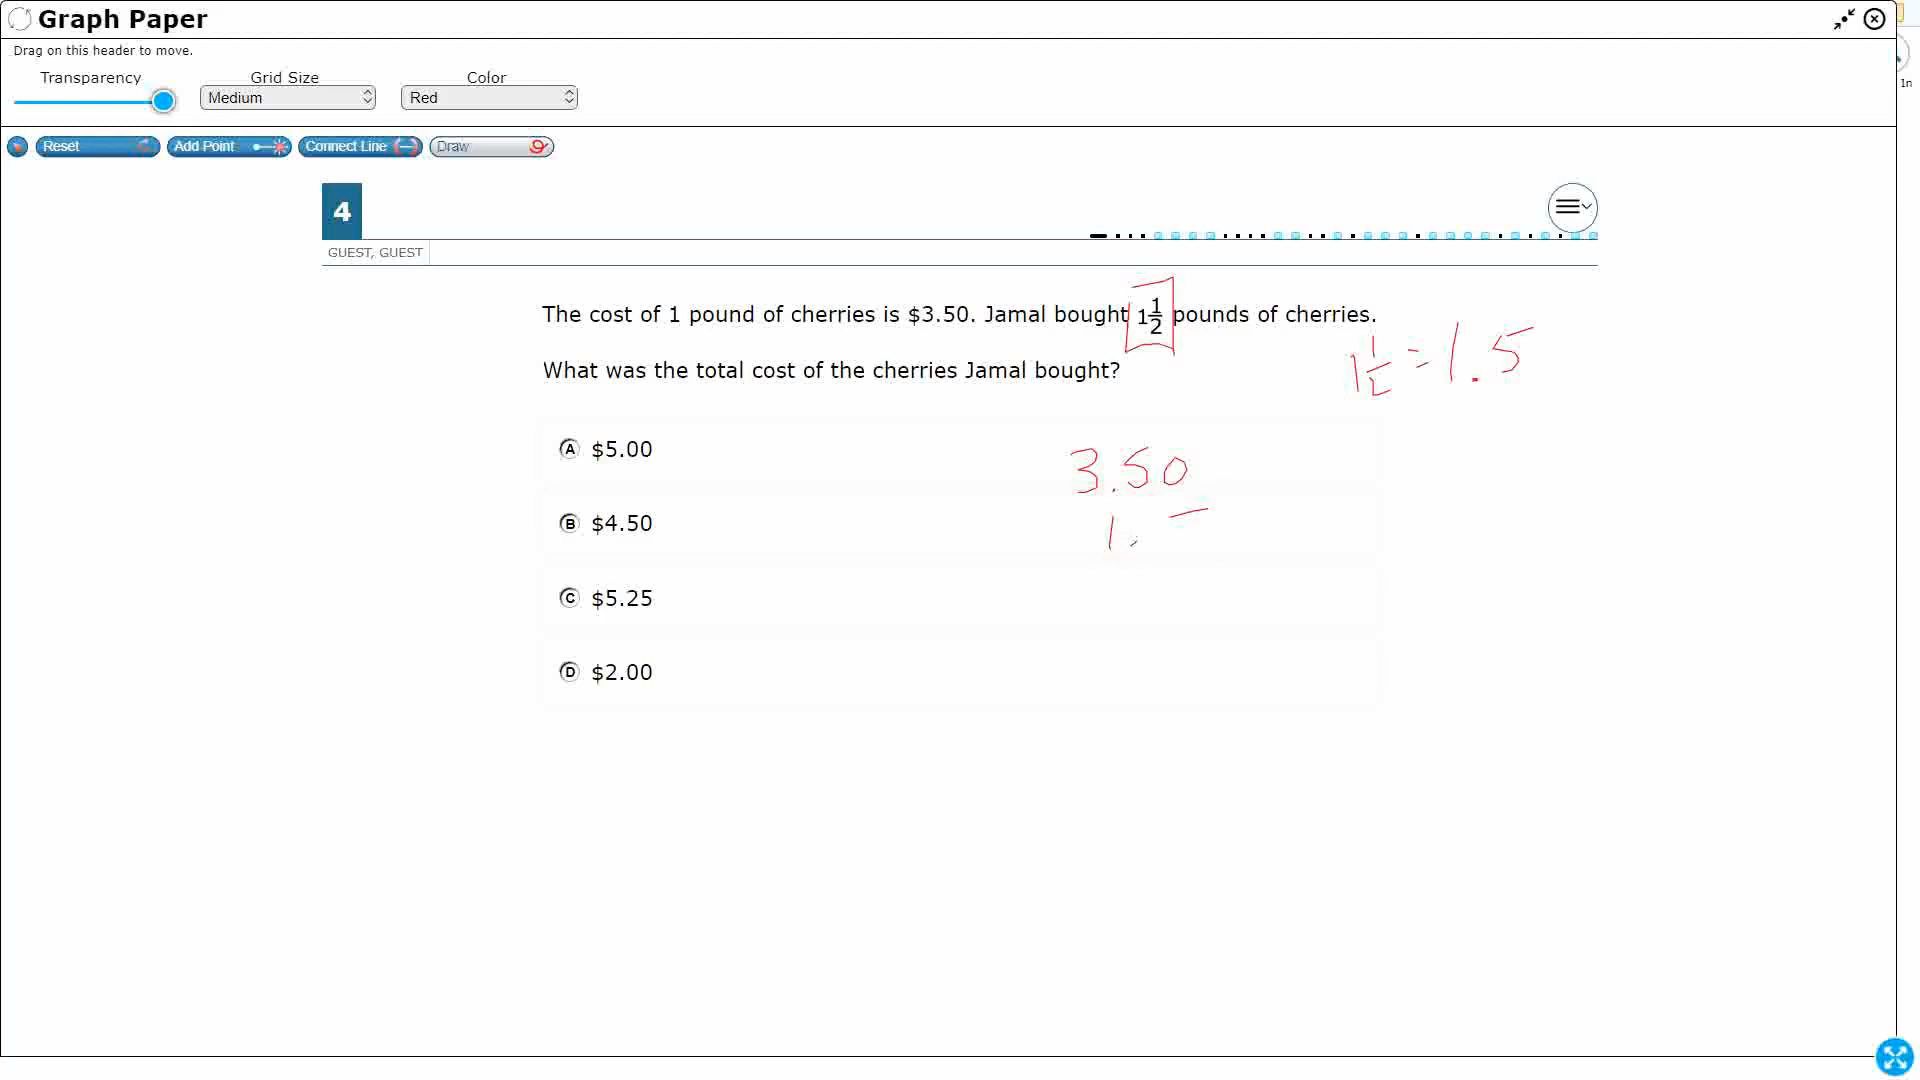 Graph Paper
Drag on this header to move.
Transparency Grid Size Color
Medium Red
Reset Add Point Connect Line Draw
1n
4
GUEST, GUEST
The cost of 1 pound of cherries is $3.50. Jamal bought 1 1/2 pounds of cherries.
1 1/2 = 1.5
What was the total cost of the cherries Jamal bought?
A $5.00
3.50
B $4.50
1.
C $5.25
D $2.00